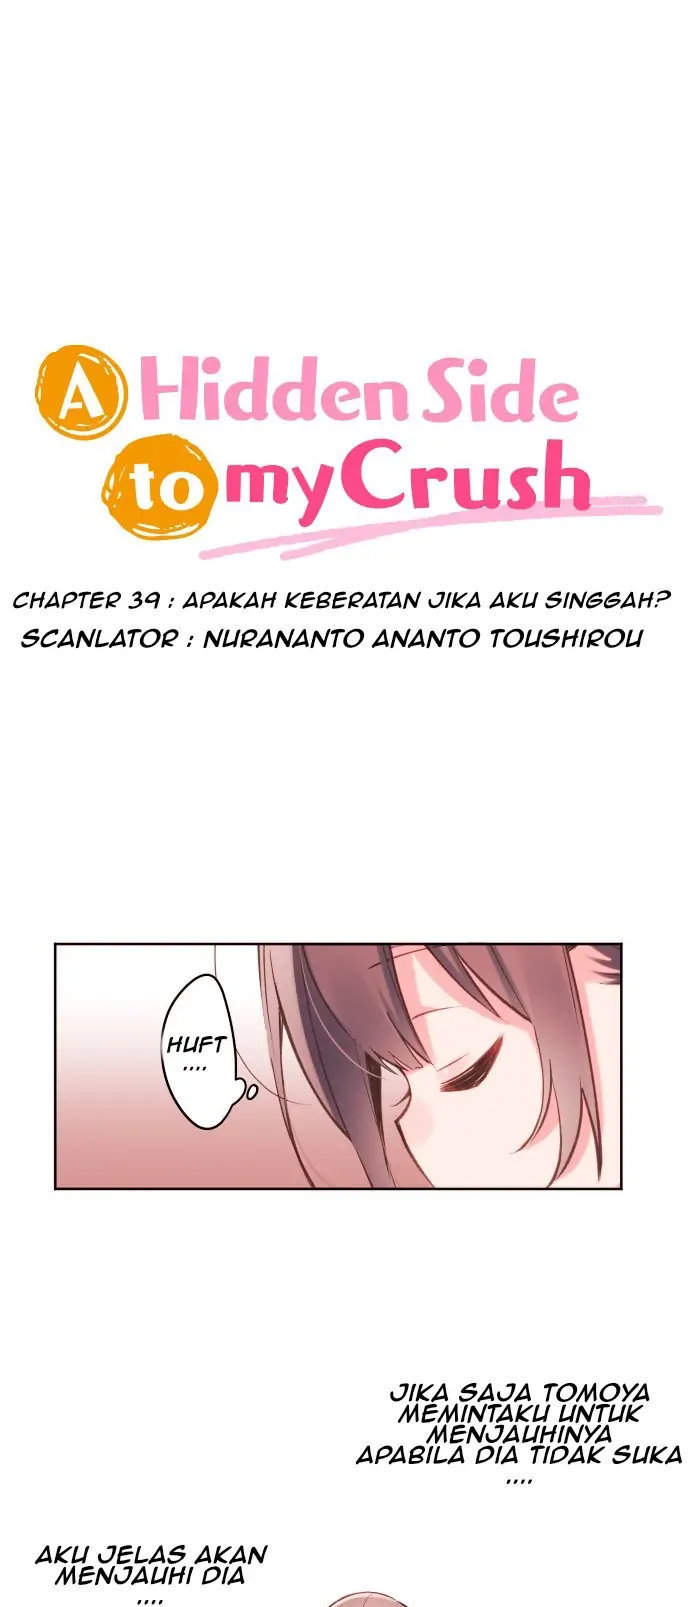 A Hidden Side
to my Crush
CHAPTER 39 : APAKAH KEBERATAN JIKA AKU SINGGAH?
SCANLATOR : NURANANTO ANANTO TOUSHIROU
HUFT
....
JIKA SAJA TOMOYA
MEMINTAKU UNTUK
MENJAUHINYA
APABILA DIA TIDAK SUKA
....
AKU JELAS AKAN
MENJAUHI DIA
....